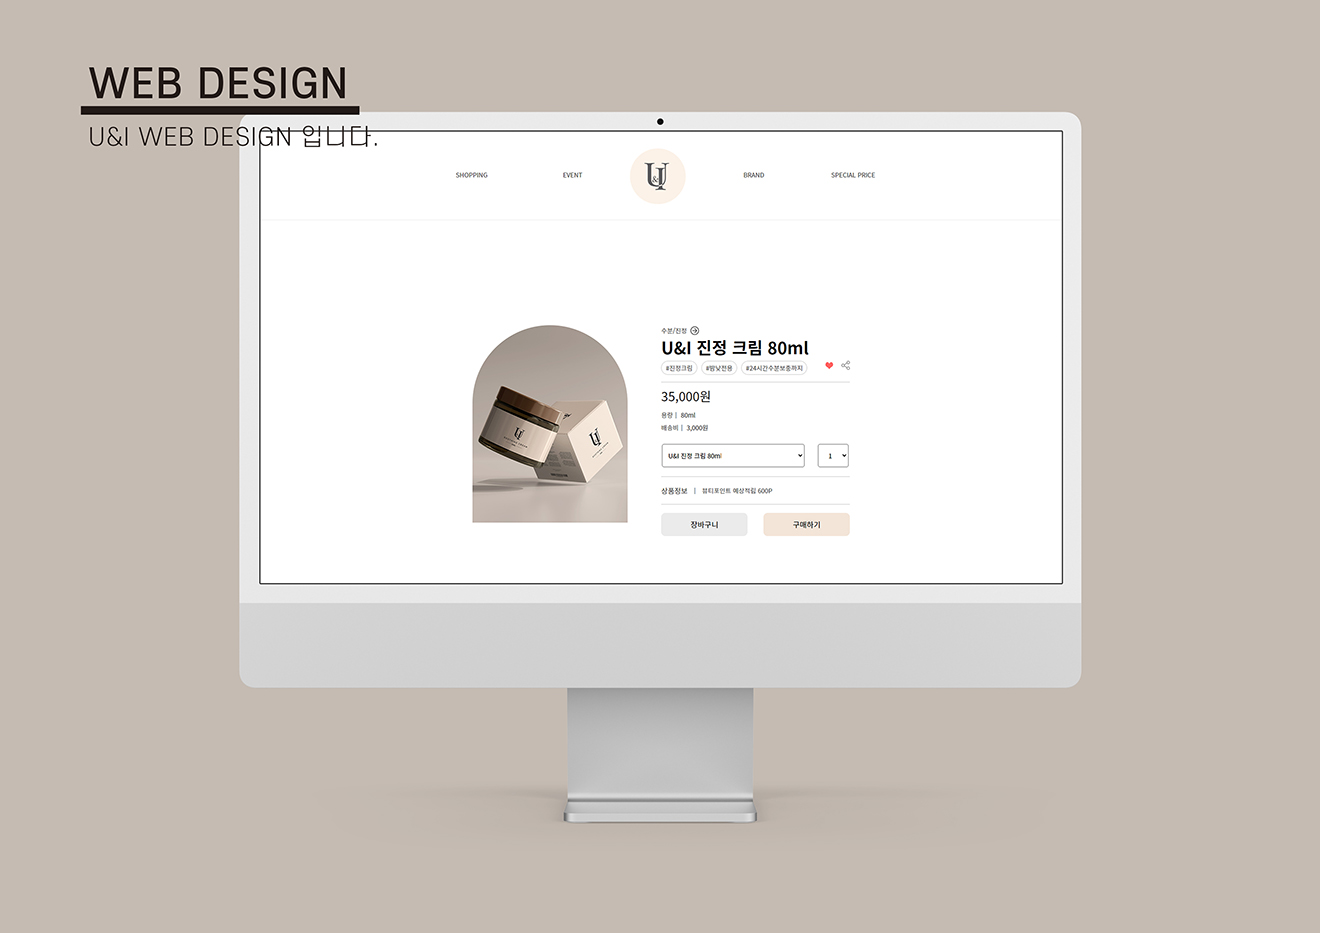 WEB DESIGN
U&I WEB DESIGN 입니다.
SHOPPING EVENT U&I BRAND SPECIAL PRICE
수분/진정
U&I 진정 크림 80ml
#진정크림 #밤낮전용 #24시간수분보충까지
35,000원
용량 | 80ml
배송비 | 3,000원
U&I 진정 크림 80ml 1
상품정보 | 뷰티포인트 예상적립 600P
장바구니 구매하기
U&I
U&I